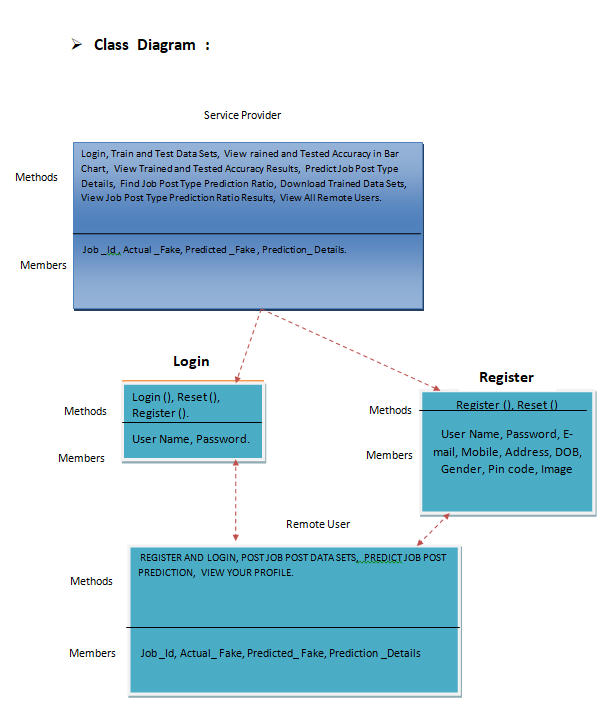 Class Diagram :
Service Provider
Methods
Login, Train and Test Data Sets, View rained and Tested Accuracy in Bar
Chart, View Trained and Tested Accuracy Results, Predict Job Post Type
Details, Find Job Post Type Prediction Ratio, Download Trained Data Sets,
View Job Post Type Prediction Ratio Results, View All Remote Users.
Members
Job _Id , Actual _Fake, Predicted _Fake , Prediction_ Details.
Login
Methods
Login (), Reset (),
Register ().
Members
User Name, Password.
Register
Methods
Register (), Reset ()
Members
User Name, Password, E-
mail, Mobile, Address, DOB,
Gender, Pin code, Image
Remote User
Methods
REGISTER AND LOGIN, POST JOB POST DATA SETS, PREDICT JOB POST
PREDICTION, VIEW YOUR PROFILE.
Members
Job _Id, Actual_ Fake, Predicted_ Fake, Prediction _Details